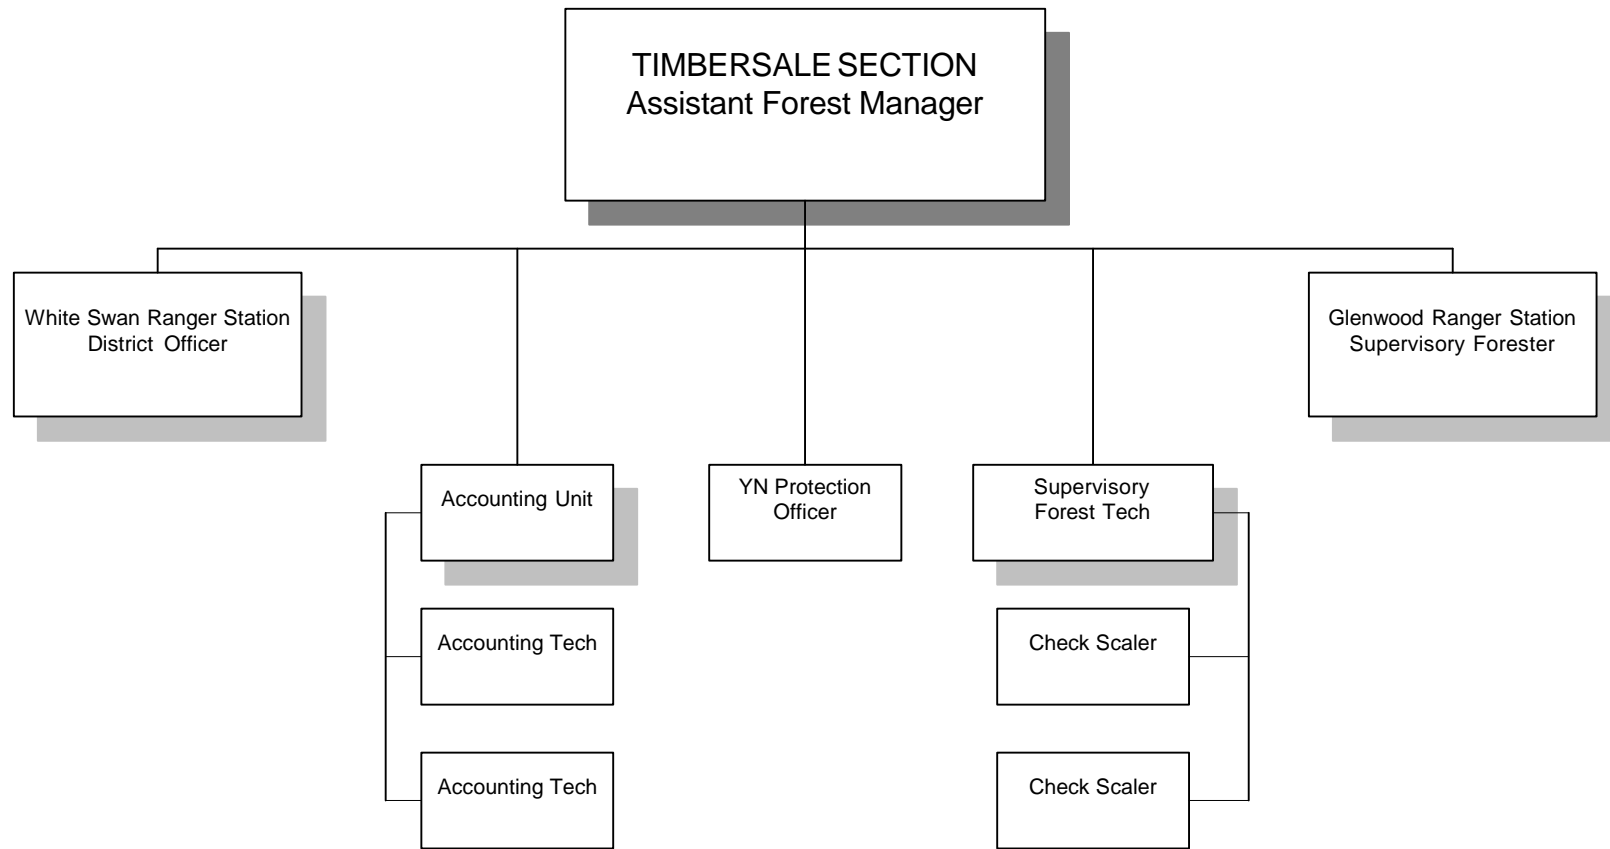 TIMBERSALE SECTION
Assistant Forest Manager
White Swan Ranger Station
District Officer
Glenwood Ranger Station
Supervisory Forester
Accounting Unit
YN Protection
Officer
Supervisory
Forest Tech
Accounting Tech
Check Scaler
Accounting Tech
Check Scaler